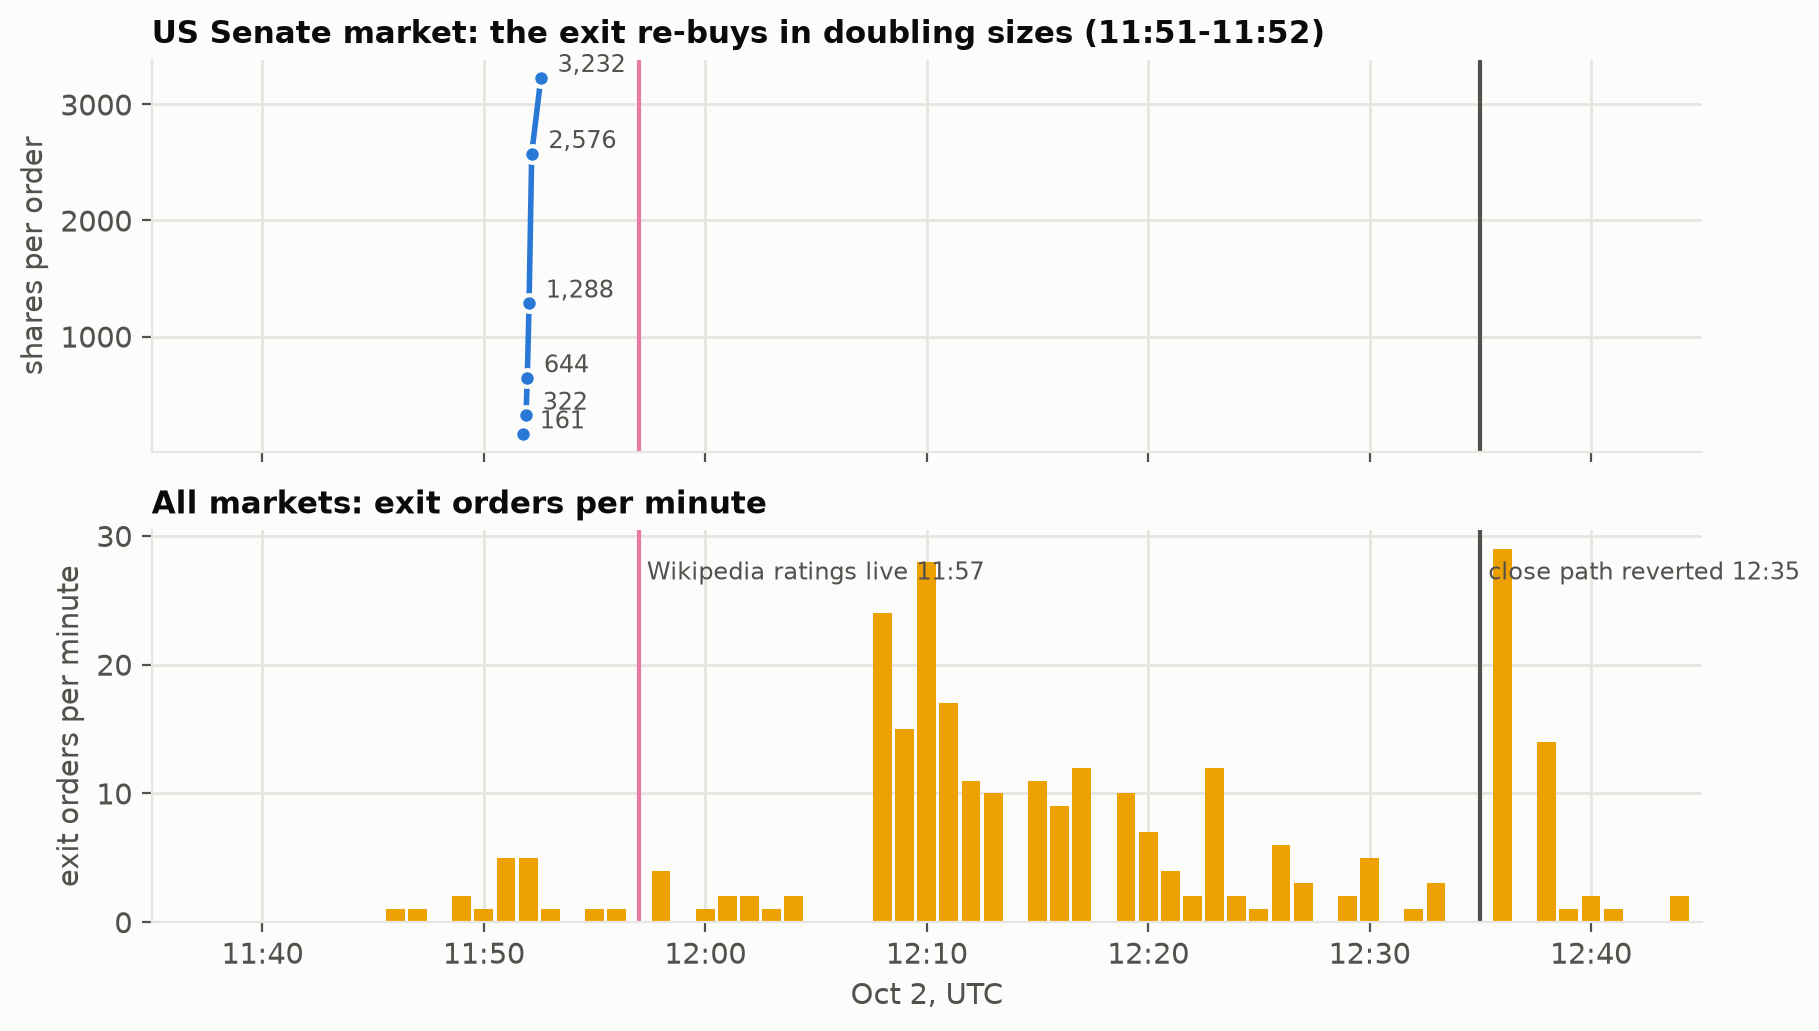 US Senate market: the exit re-buys in doubling sizes (11:51-11:52)
shares per order
3000
2000
1000
3,232
2,576
1,288
644
322
161
All markets: exit orders per minute
exit orders per minute
30
20
10
0
Wikipedia ratings live 11:57
close path reverted 12:35
11:40
11:50
12:00
12:10
12:20
12:30
12:40
Oct 2, UTC